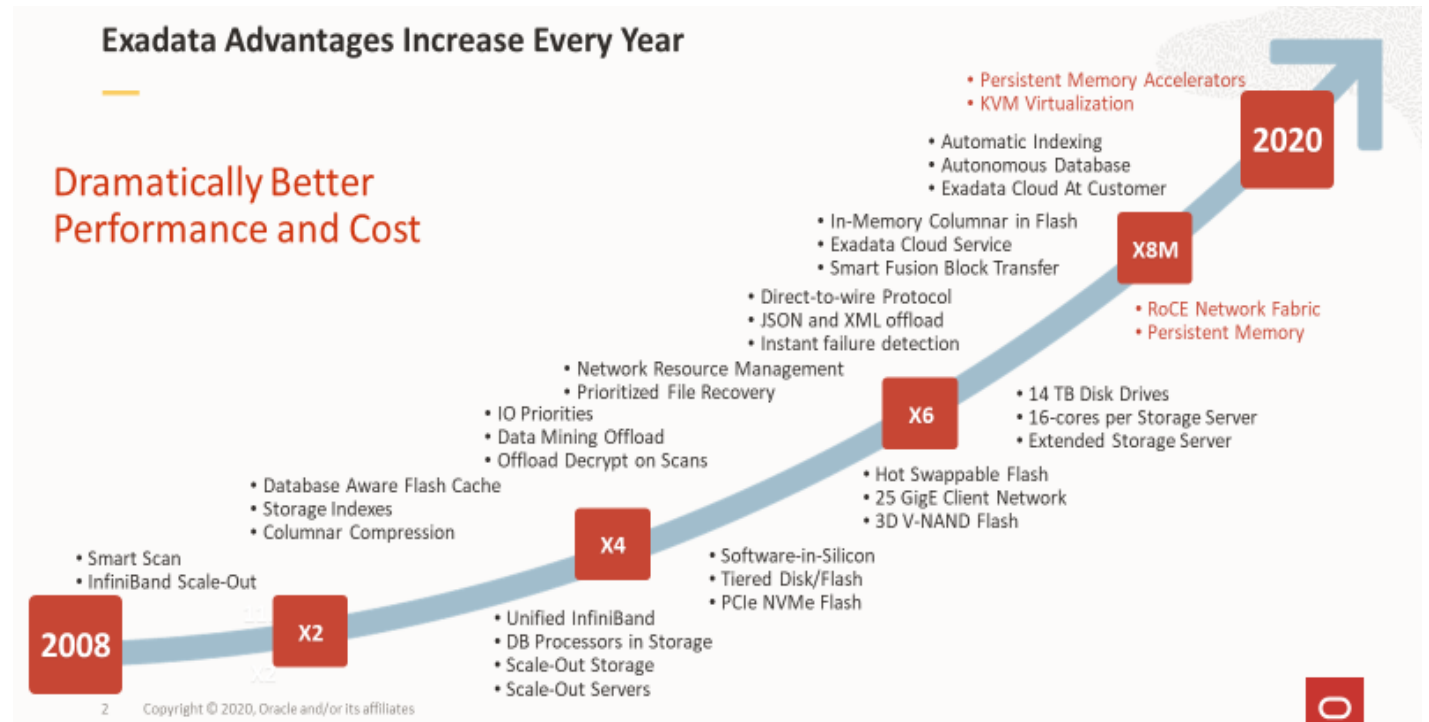 Exadata Advantages Increase Every Year
Dramatically Better
Performance and Cost
• Persistent Memory Accelerators
• KVM Virtualization
2020
• Automatic Indexing
• Autonomous Database
• Exadata Cloud At Customer
• In-Memory Columnar in Flash
• Exadata Cloud Service
• Smart Fusion Block Transfer
X8M
• Direct-to-wire Protocol
• JSON and XML offload
• Instant failure detection
• RoCE Network Fabric
• Persistent Memory
• Network Resource Management
• Prioritized File Recovery
X6
• 14 TB Disk Drives
• 16-cores per Storage Server
• Extended Storage Server
• IO Priorities
• Data Mining Offload
• Offload Decrypt on Scans
• Hot Swappable Flash
• 25 GigE Client Network
• 3D V-NAND Flash
• Database Aware Flash Cache
• Storage Indexes
• Columnar Compression
X4
• Software-in-Silicon
• Tiered Disk/Flash
• PCIe NVMe Flash
• Smart Scan
• InfiniBand Scale-Out
2008
X2
• Unified InfiniBand
• DB Processors in Storage
• Scale-Out Storage
• Scale-Out Servers
X2
2 Copyright © 2020, Oracle and/or its affiliates